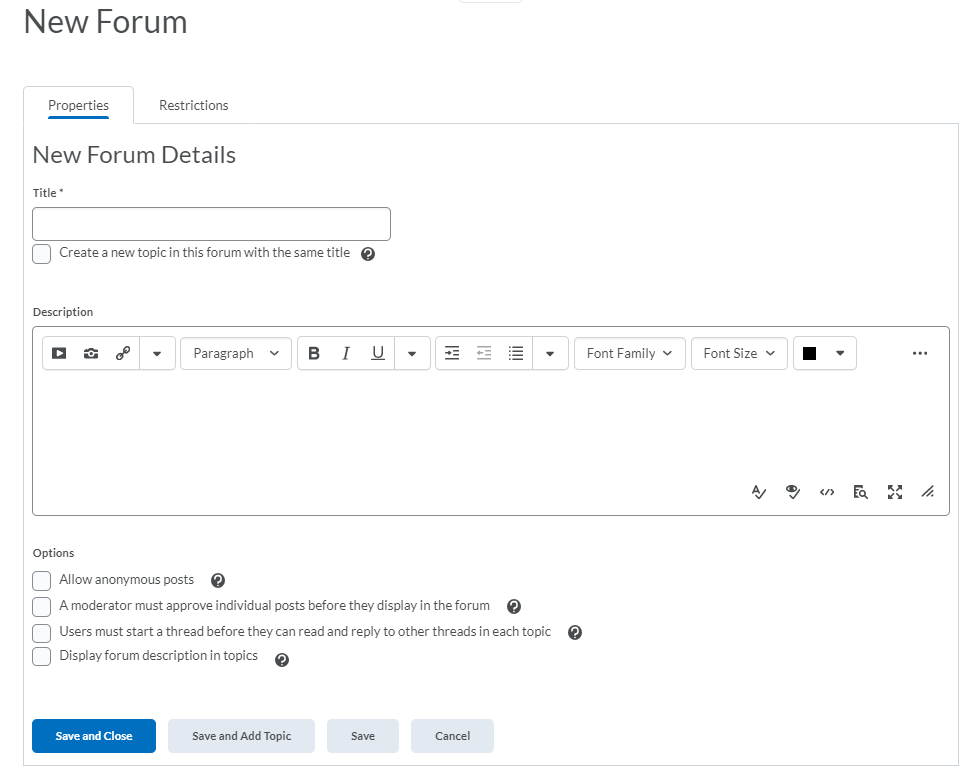 New Forum
Properties Restrictions
New Forum Details
Title *
Create a new topic in this forum with the same title
Description
Paragraph B I U Font Family Font Size
Options
Allow anonymous posts
A moderator must approve individual posts before they display in the forum
Users must start a thread before they can read and reply to other threads in each topic
Display forum description in topics
Save and Close Save and Add Topic Save Cancel